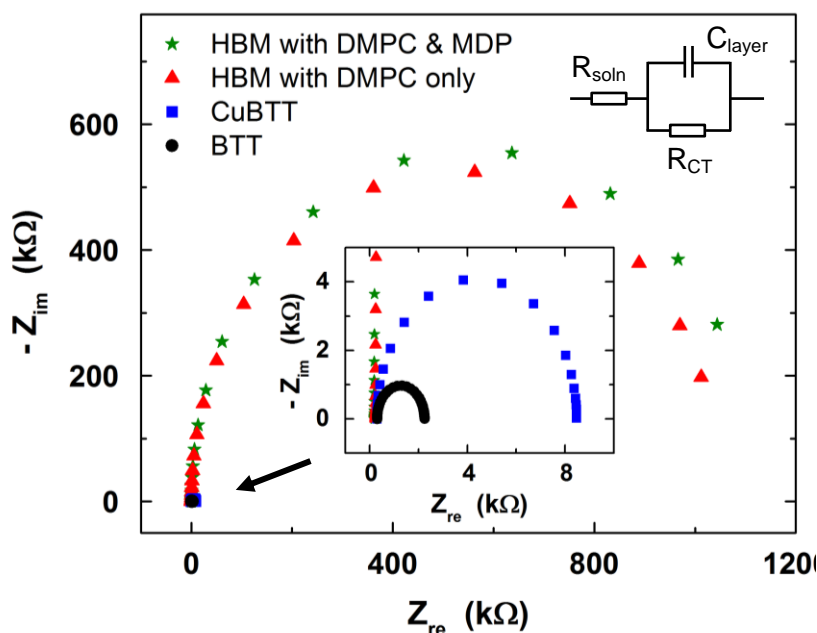 HBM with DMPC & MDP
HBM with DMPC only
CuBTT
BTT
C_layer
R_soln
R_CT
600
400
200
0
- Z_im (kΩ)
4
2
0
- Z_im (kΩ)
0 4 8
Z_re (kΩ)
0 400 800 1200
Z_re (kΩ)